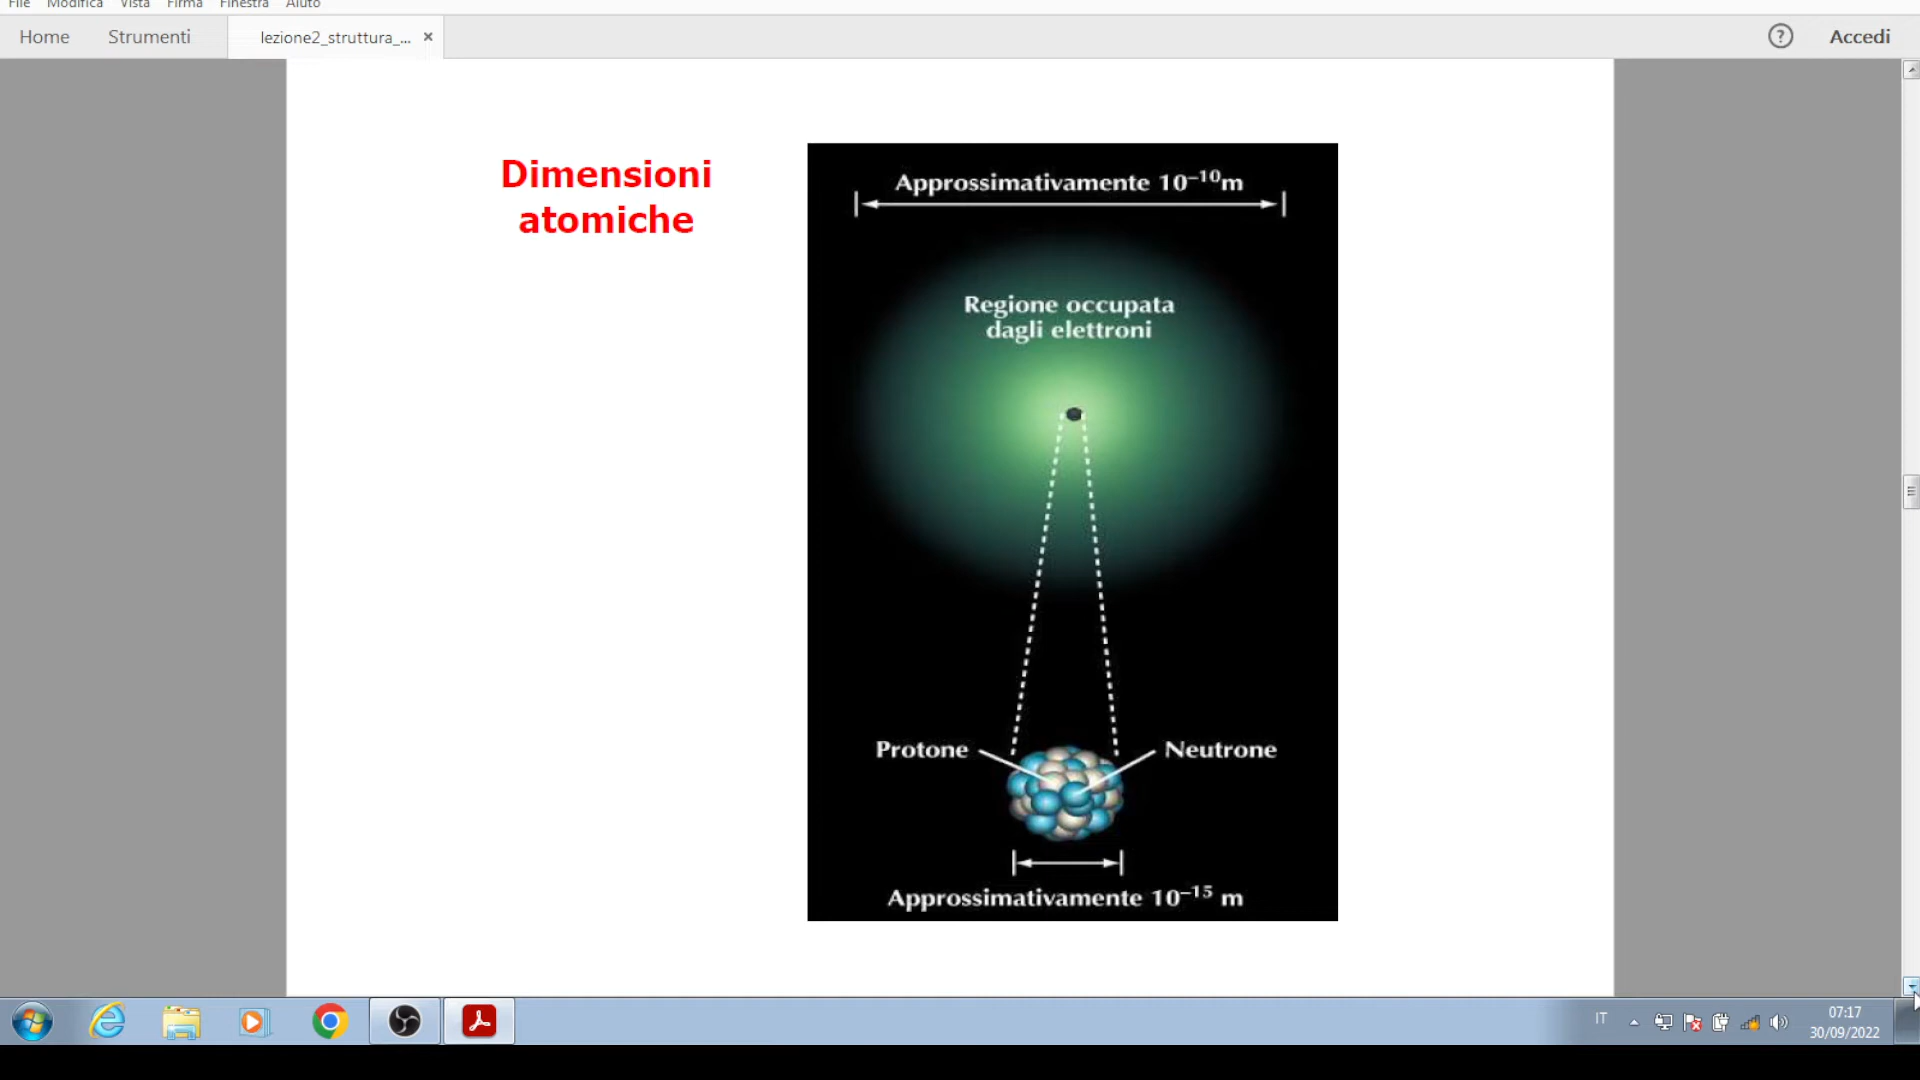 File Modifica Vista Firma Finestra Aiuto
Home Strumenti lezione2_struttura_... × ? Accedi
Dimensioni
atomiche
Approssimativamente 10⁻¹⁰m
Regione occupata
dagli elettroni
Protone Neutrone
Approssimativamente 10⁻¹⁵ m
IT 07:17
30/09/2022